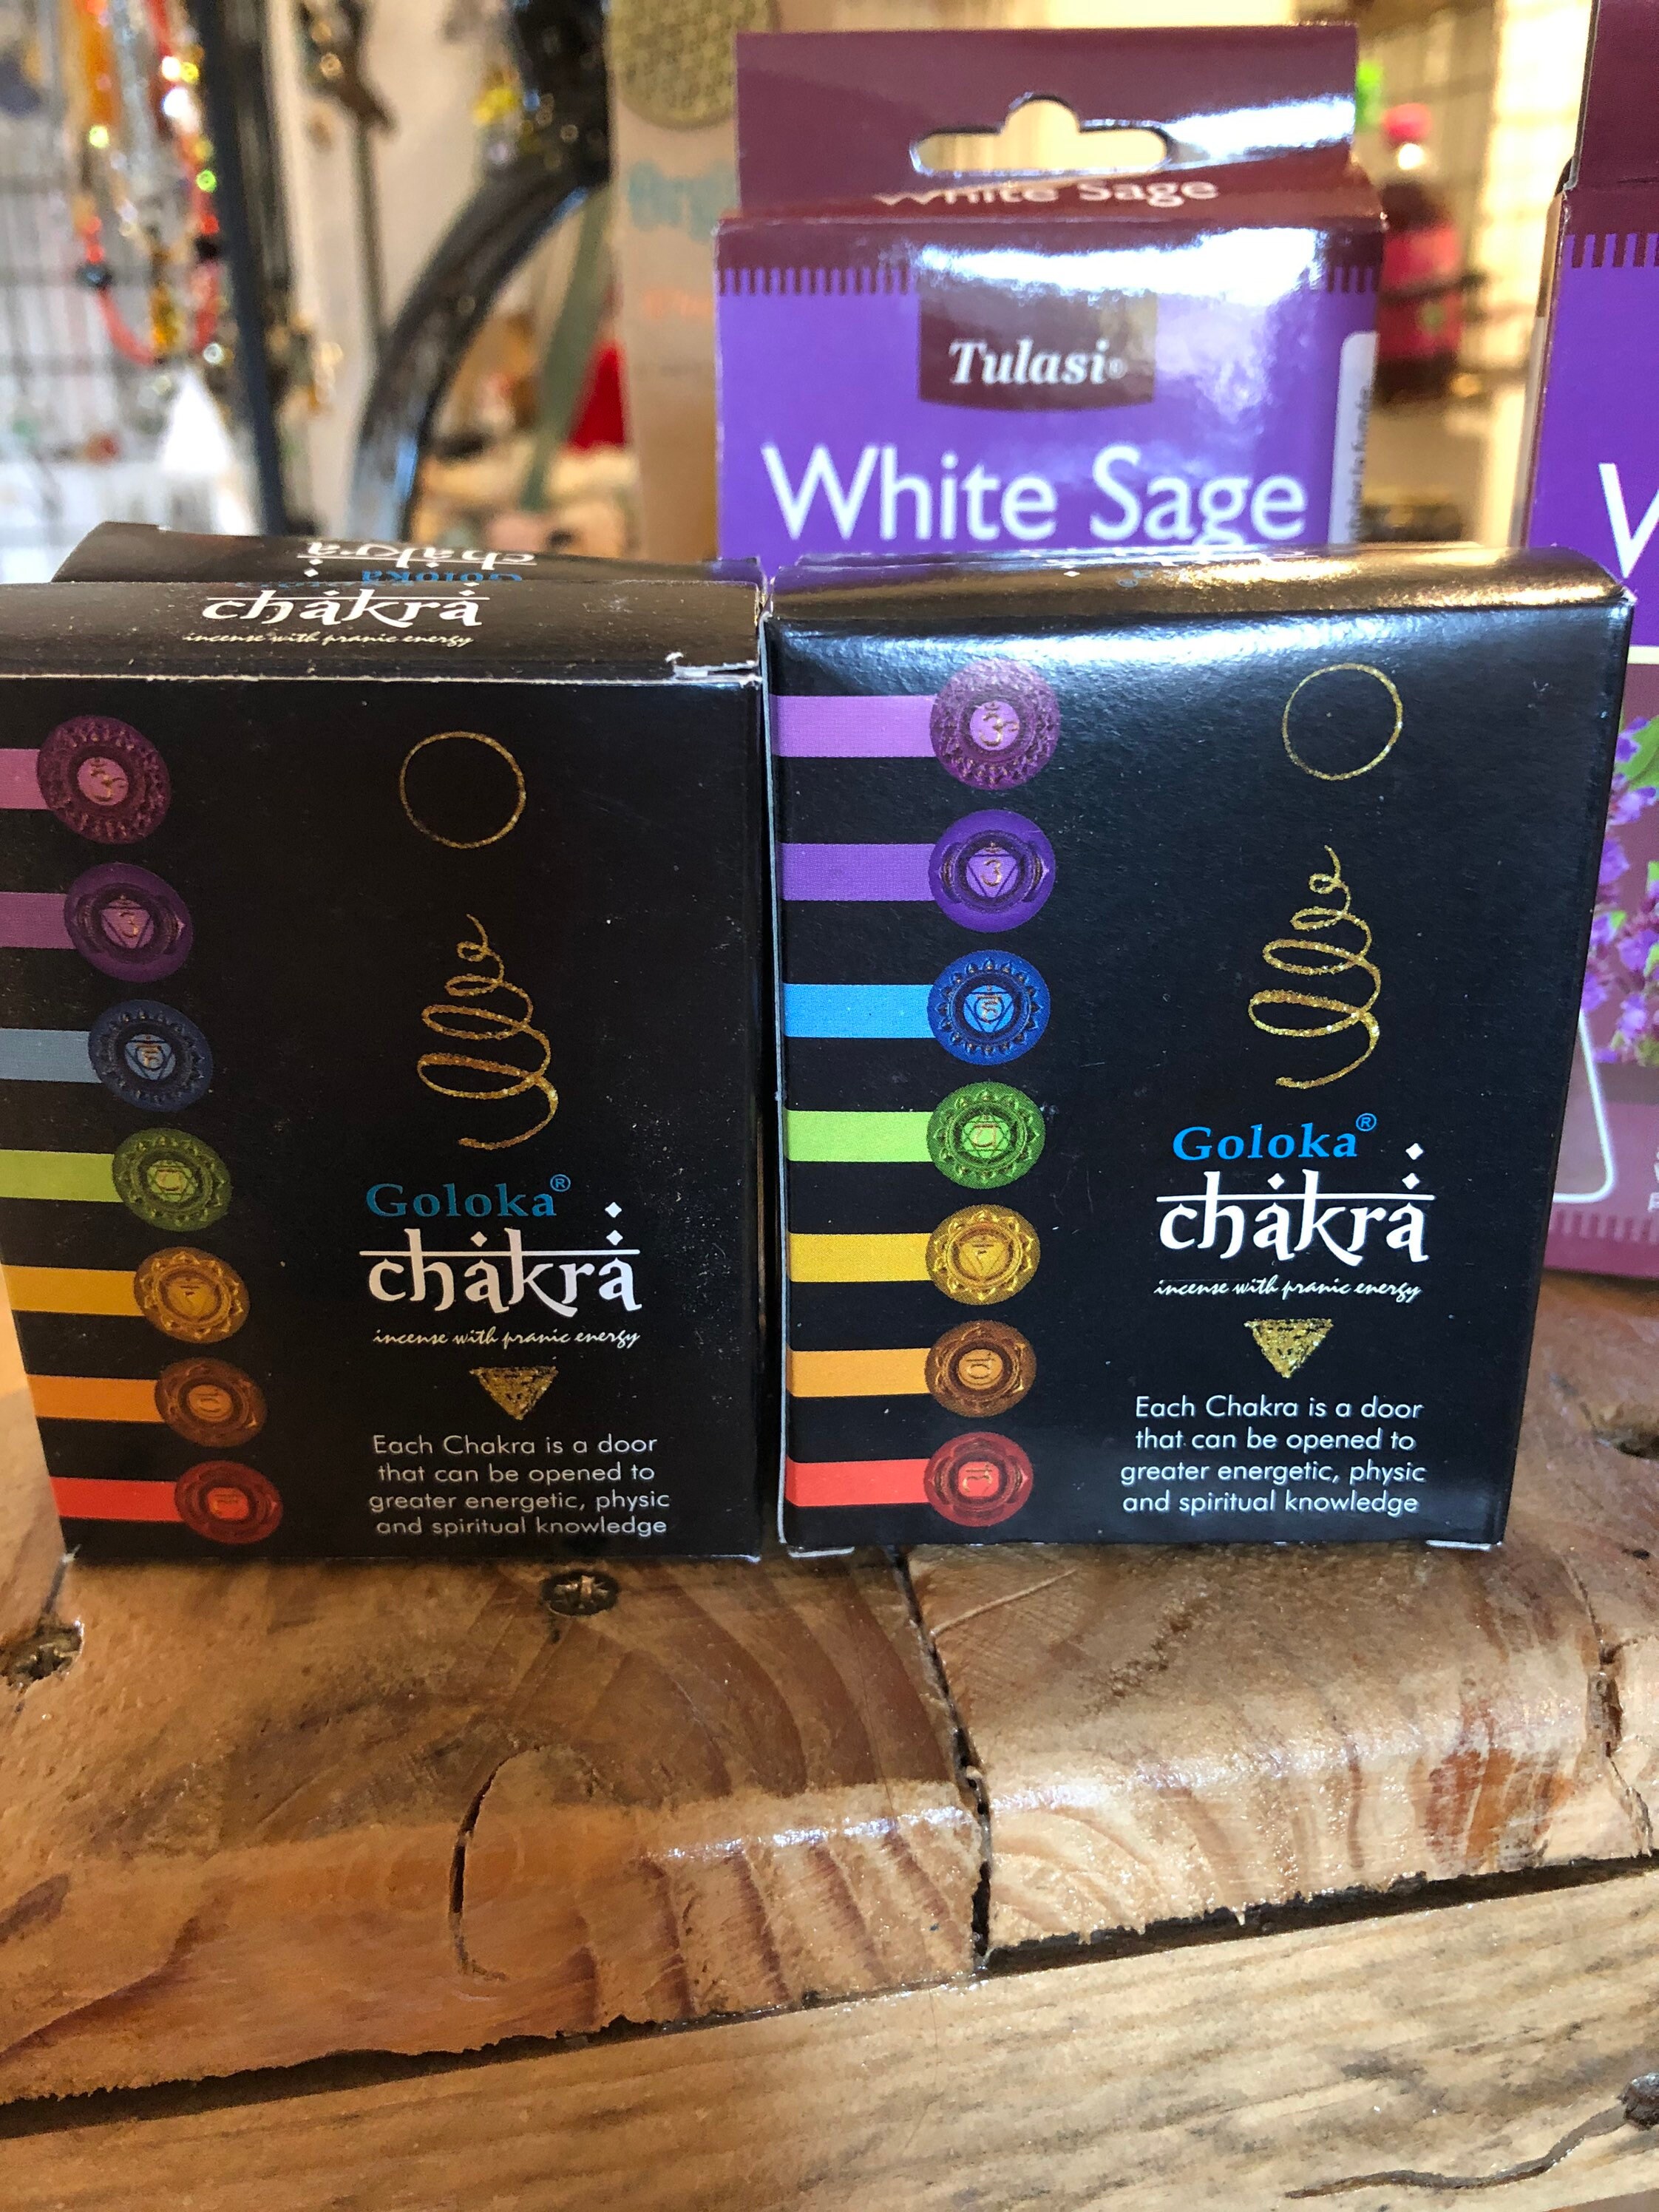 White Sage
Tulasi®
White Sage
chakra
Goloka
chakra
incense with pranic energy
Goloka®
chakra
incense with pranic energy
Each Chakra is a door
that can be opened to
greater energetic, physic
and spiritual knowledge
Goloka®
chakra
incense with pranic energy
Each Chakra is a door
that can be opened to
greater energetic, physic
and spiritual knowledge